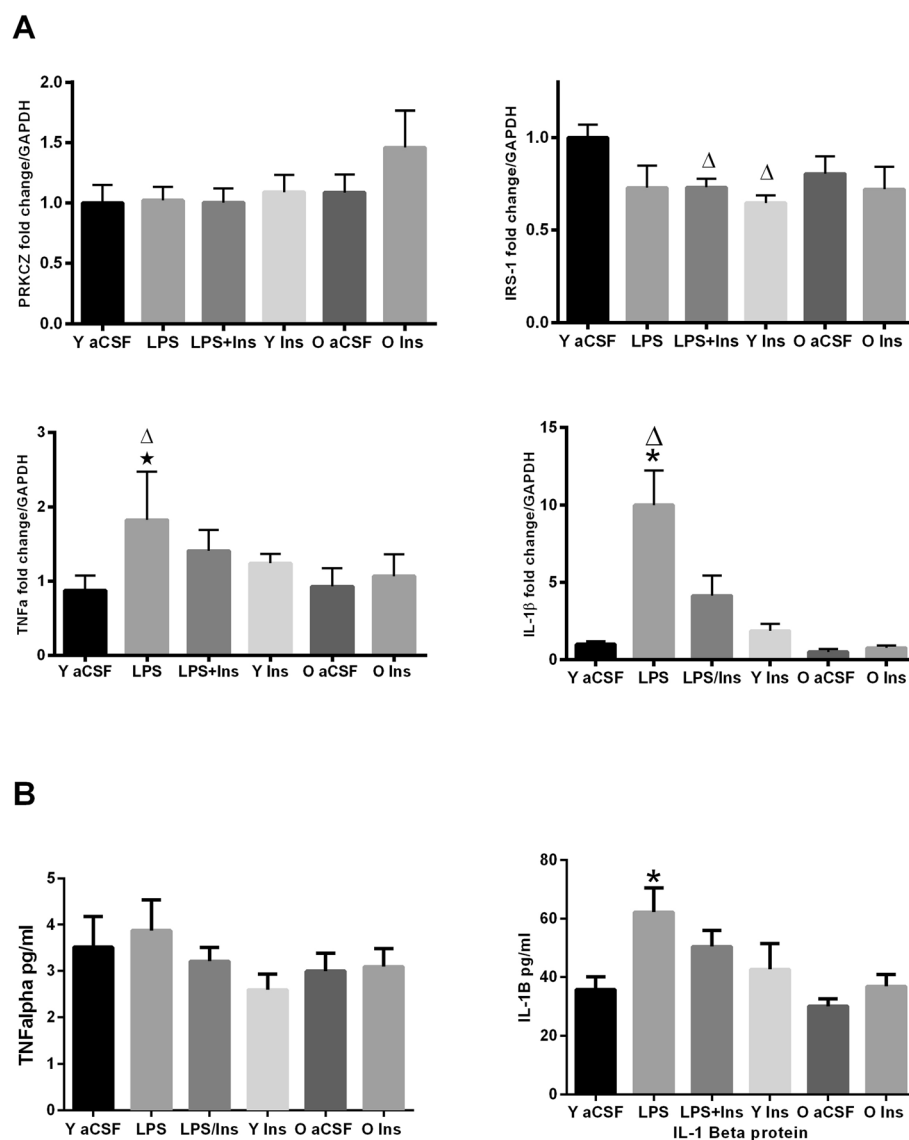 A
PRKCZ fold change/GAPDH
2.0
1.5
1.0
0.5
0.0
Y aCSF LPS LPS+Ins Y Ins O aCSF O Ins
IRS-1 fold change/GAPDH
1.0
0.5
0.0
Δ
Δ
Y aCSF LPS LPS+Ins Y Ins O aCSF O Ins
TNFa fold change/GAPDH
3
2
1
0
Δ
★
Y aCSF LPS LPS+Ins Y Ins O aCSF O Ins
IL-1β fold change/GAPDH
15
10
5
0
Δ
*
Y aCSF LPS LPS/Ins Y Ins O aCSF O Ins
B
TNFalpha pg/ml
5
4
3
2
1
0
Y aCSF LPS LPS/Ins Y Ins O aCSF O Ins
IL-1B pg/ml
80
60
40
20
0
*
Y aCSF LPS LPS+Ins Y Ins O aCSF O Ins
IL-1 Beta protein